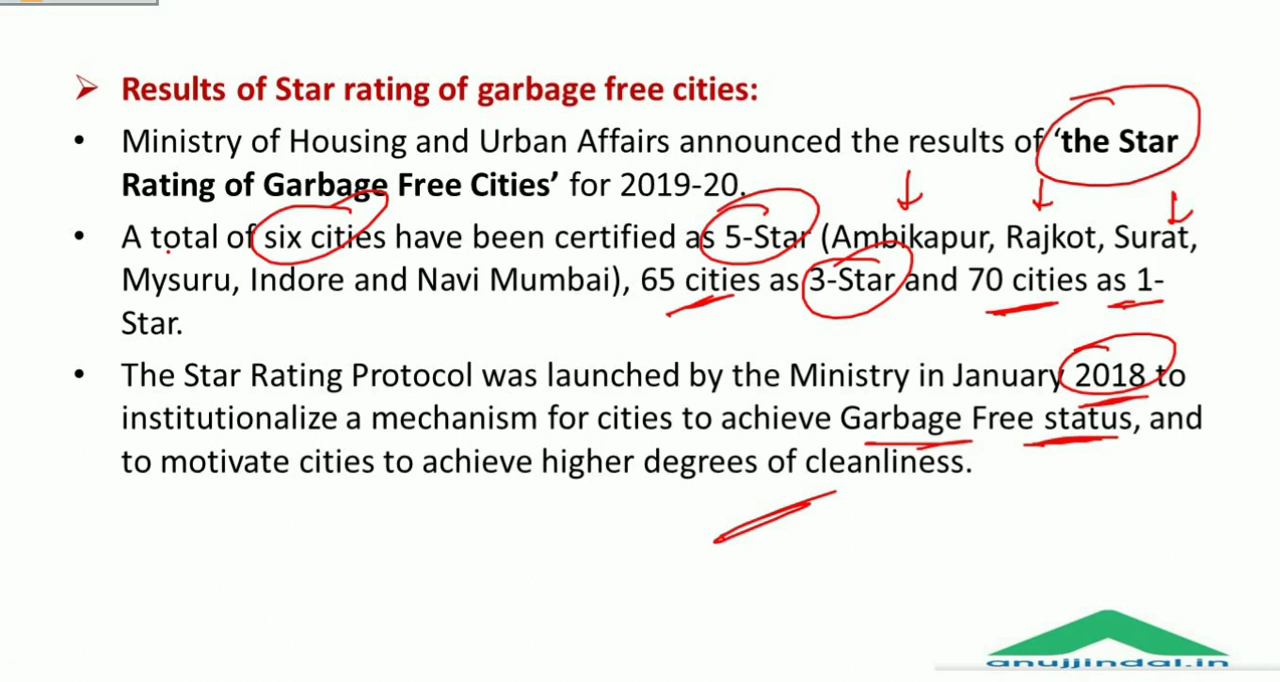 ➢ Results of Star rating of garbage free cities:
• Ministry of Housing and Urban Affairs announced the results of ‘the Star
Rating of Garbage Free Cities’ for 2019-20.
• A total of six cities have been certified as 5-Star (Ambikapur, Rajkot, Surat,
Mysuru, Indore and Navi Mumbai), 65 cities as 3-Star and 70 cities as 1-
Star.
• The Star Rating Protocol was launched by the Ministry in January 2018 to
institutionalize a mechanism for cities to achieve Garbage Free status, and
to motivate cities to achieve higher degrees of cleanliness.
anujjindal.in